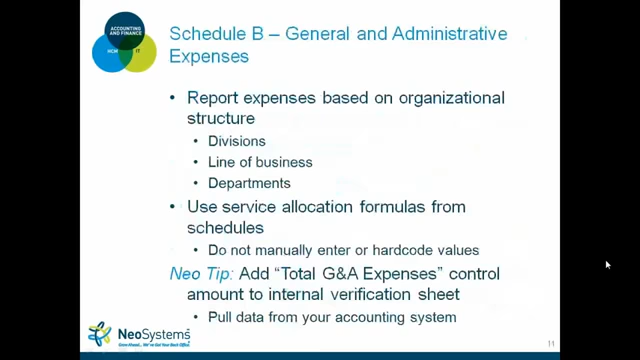 ACCOUNTING
AND FINANCE
HCM
IT
Schedule B – General and Administrative
Expenses
• Report expenses based on organizational
structure
• Divisions
• Line of business
• Departments
• Use service allocation formulas from
schedules
• Do not manually enter or hardcode values
Neo Tip: Add “Total G&A Expenses” control
amount to internal verification sheet
• Pull data from your accounting system
NeoSystems
Grow Ahead... We've Got Your Back Office.
11